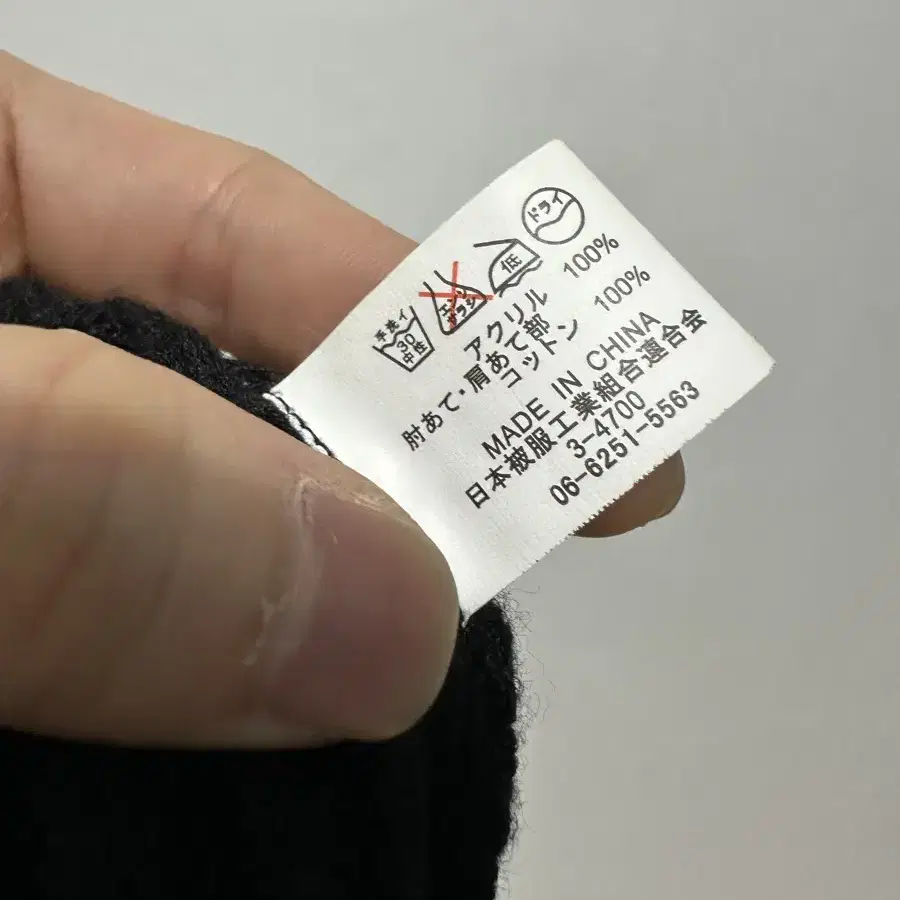 手洗イ
30
中性
エンソ
サラシ
低
ドライ
アクリル 100%
肘あて・肩あて部
コットン 100%
MADE IN CHINA
日本被服工業組合連合会
3-4700
06-6251-5563